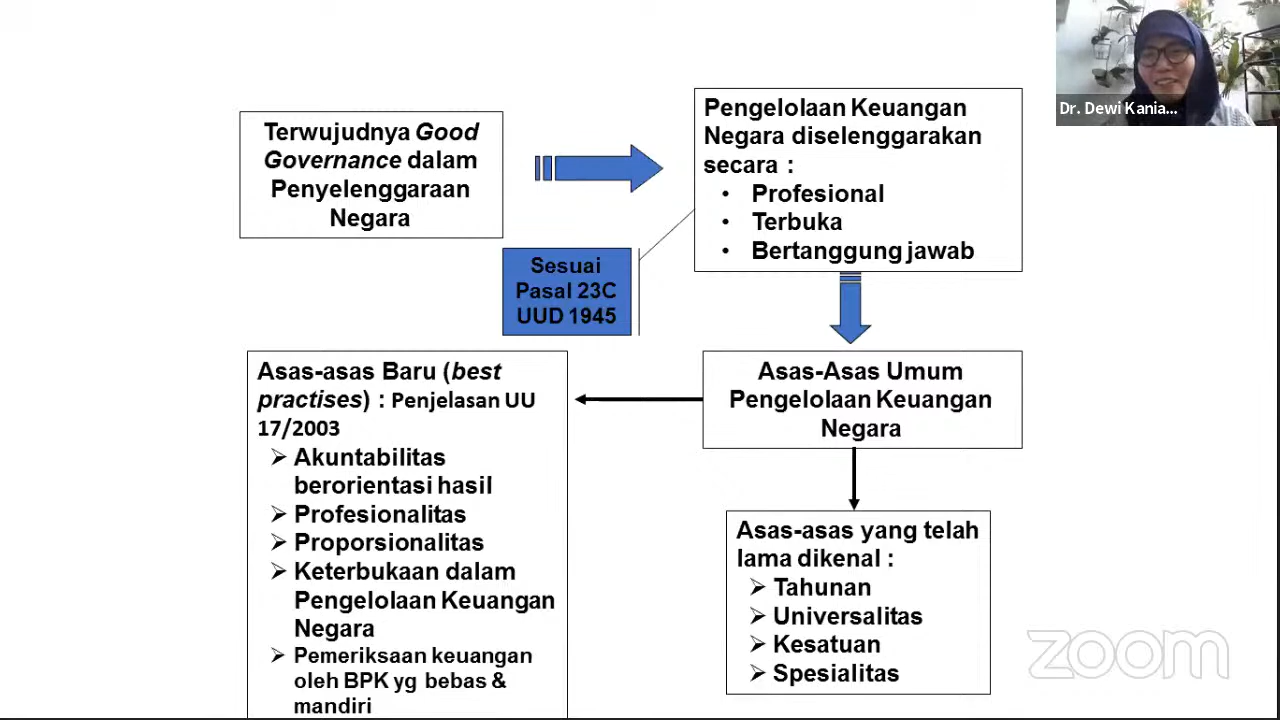 Dr. Dewi Kania...
Terwujudnya Good
Governance dalam
Penyelenggaraan
Negara
Pengelolaan Keuangan
Negara diselenggarakan
secara :
• Profesional
• Terbuka
• Bertanggung jawab
Sesuai
Pasal 23C
UUD 1945
Asas-asas Baru (best
practises) : Penjelasan UU
17/2003
➢ Akuntabilitas
berorientasi hasil
➢ Profesionalitas
➢ Proporsionalitas
➢ Keterbukaan dalam
Pengelolaan Keuangan
Negara
➢ Pemeriksaan keuangan
oleh BPK yg bebas &
mandiri
Asas-Asas Umum
Pengelolaan Keuangan
Negara
Asas-asas yang telah
lama dikenal :
➢ Tahunan
➢ Universalitas
➢ Kesatuan
➢ Spesialitas
zoom